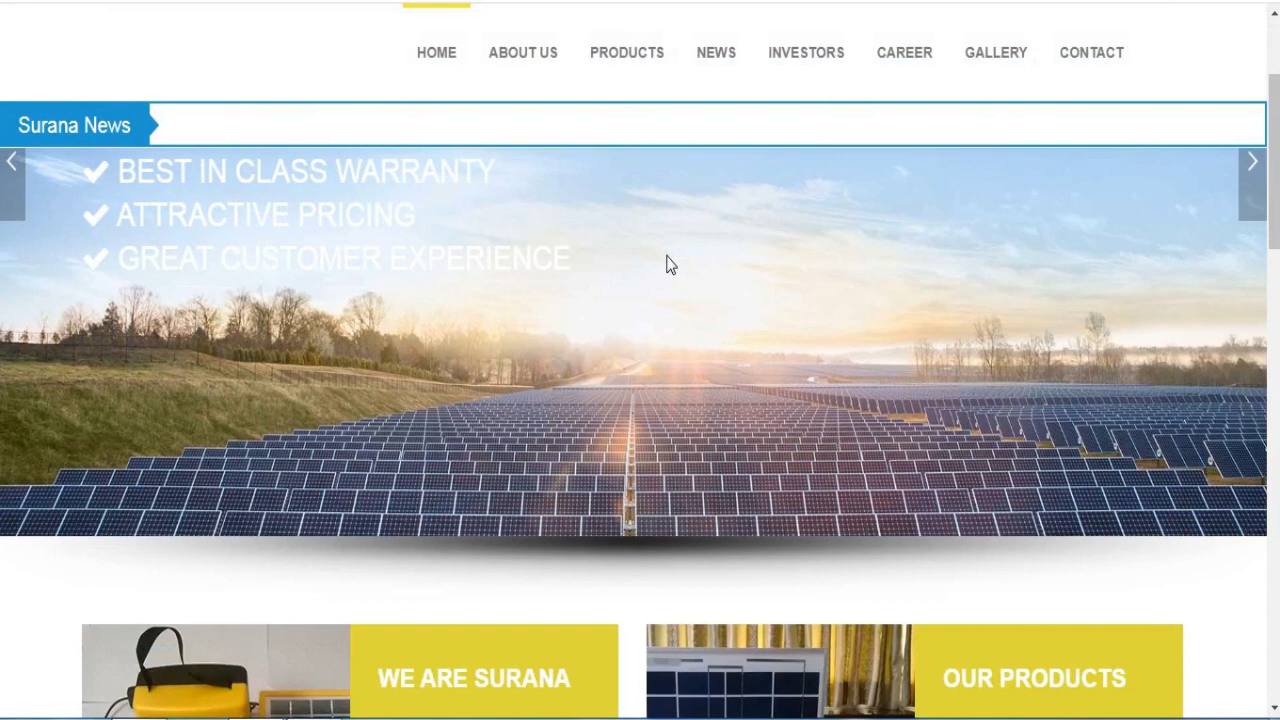 HOME ABOUT US PRODUCTS NEWS INVESTORS CAREER GALLERY CONTACT
Surana News
BEST IN CLASS WARRANTY
ATTRACTIVE PRICING
GREAT CUSTOMER EXPERIENCE
WE ARE SURANA
OUR PRODUCTS